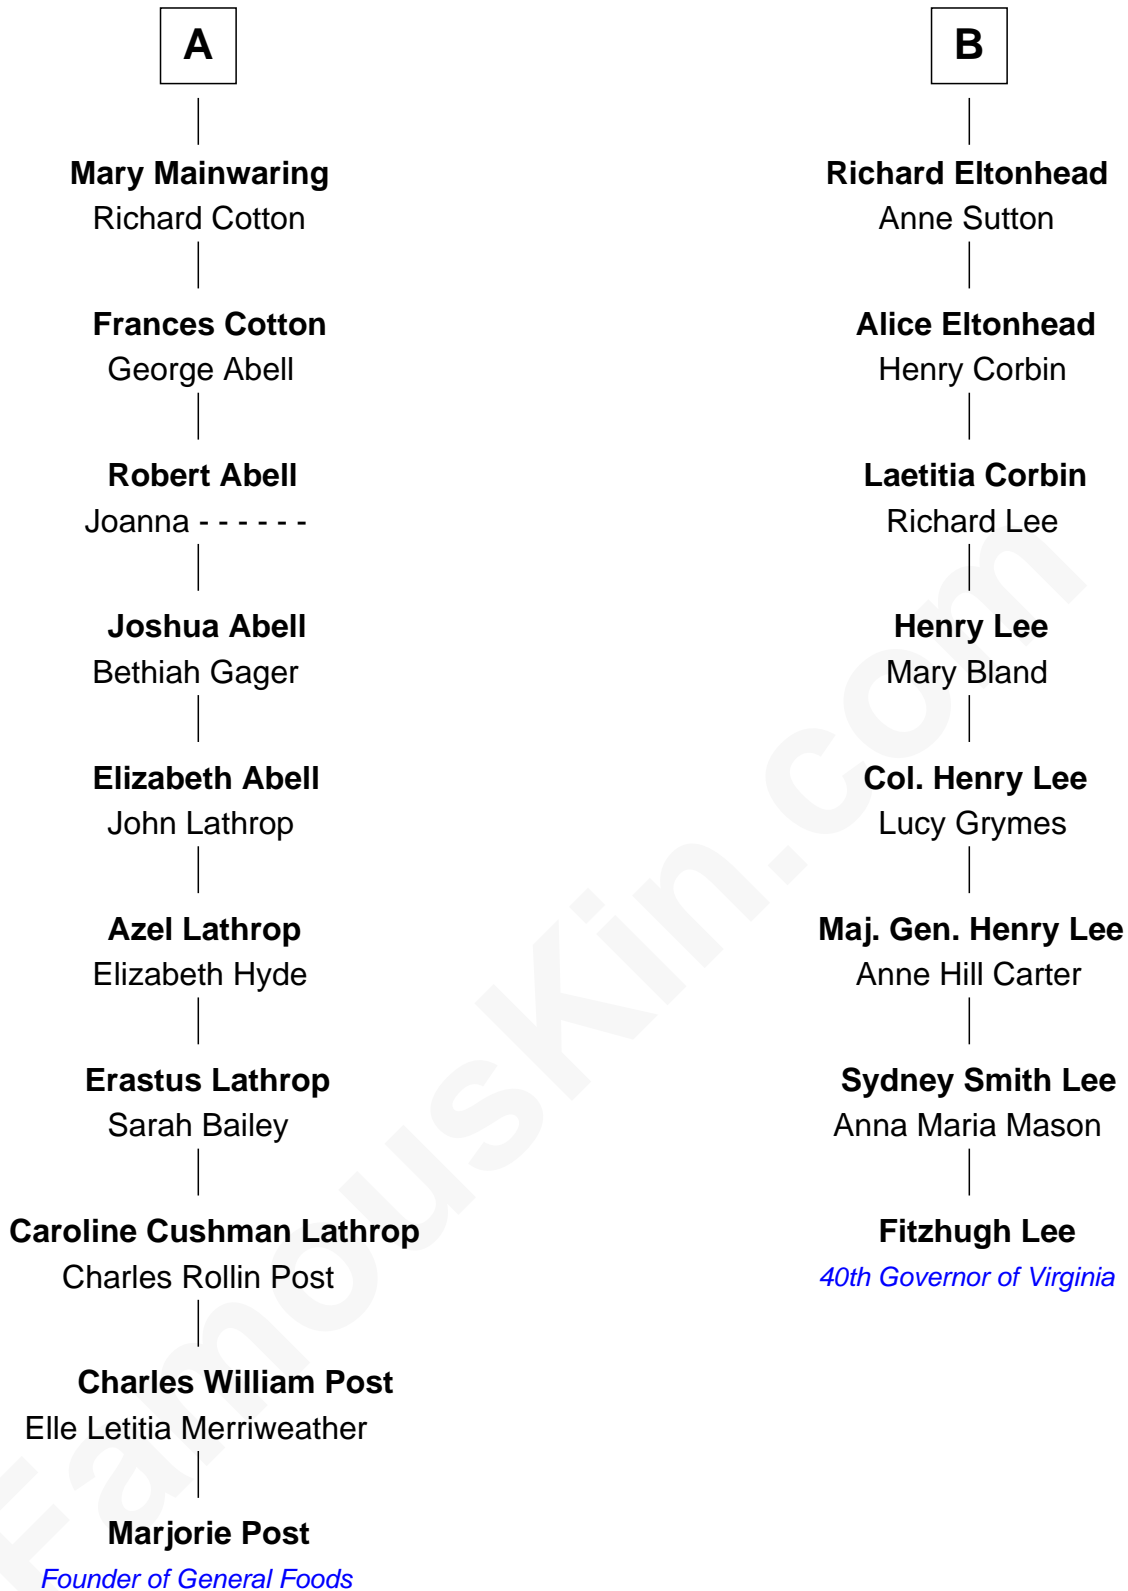 A
Mary Mainwaring
Richard Cotton
Frances Cotton
George Abell
Robert Abell
Joanna - - - - - -
Joshua Abell
Bethiah Gager
Elizabeth Abell
John Lathrop
Azel Lathrop
Elizabeth Hyde
Erastus Lathrop
Sarah Bailey
Caroline Cushman Lathrop
Charles Rollin Post
Charles William Post
Elle Letitia Merriweather
Marjorie Post
Founder of General Foods
B
Richard Eltonhead
Anne Sutton
Alice Eltonhead
Henry Corbin
Laetitia Corbin
Richard Lee
Henry Lee
Mary Bland
Col. Henry Lee
Lucy Grymes
Maj. Gen. Henry Lee
Anne Hill Carter
Sydney Smith Lee
Anna Maria Mason
Fitzhugh Lee
40th Governor of Virginia
FamousKin.com